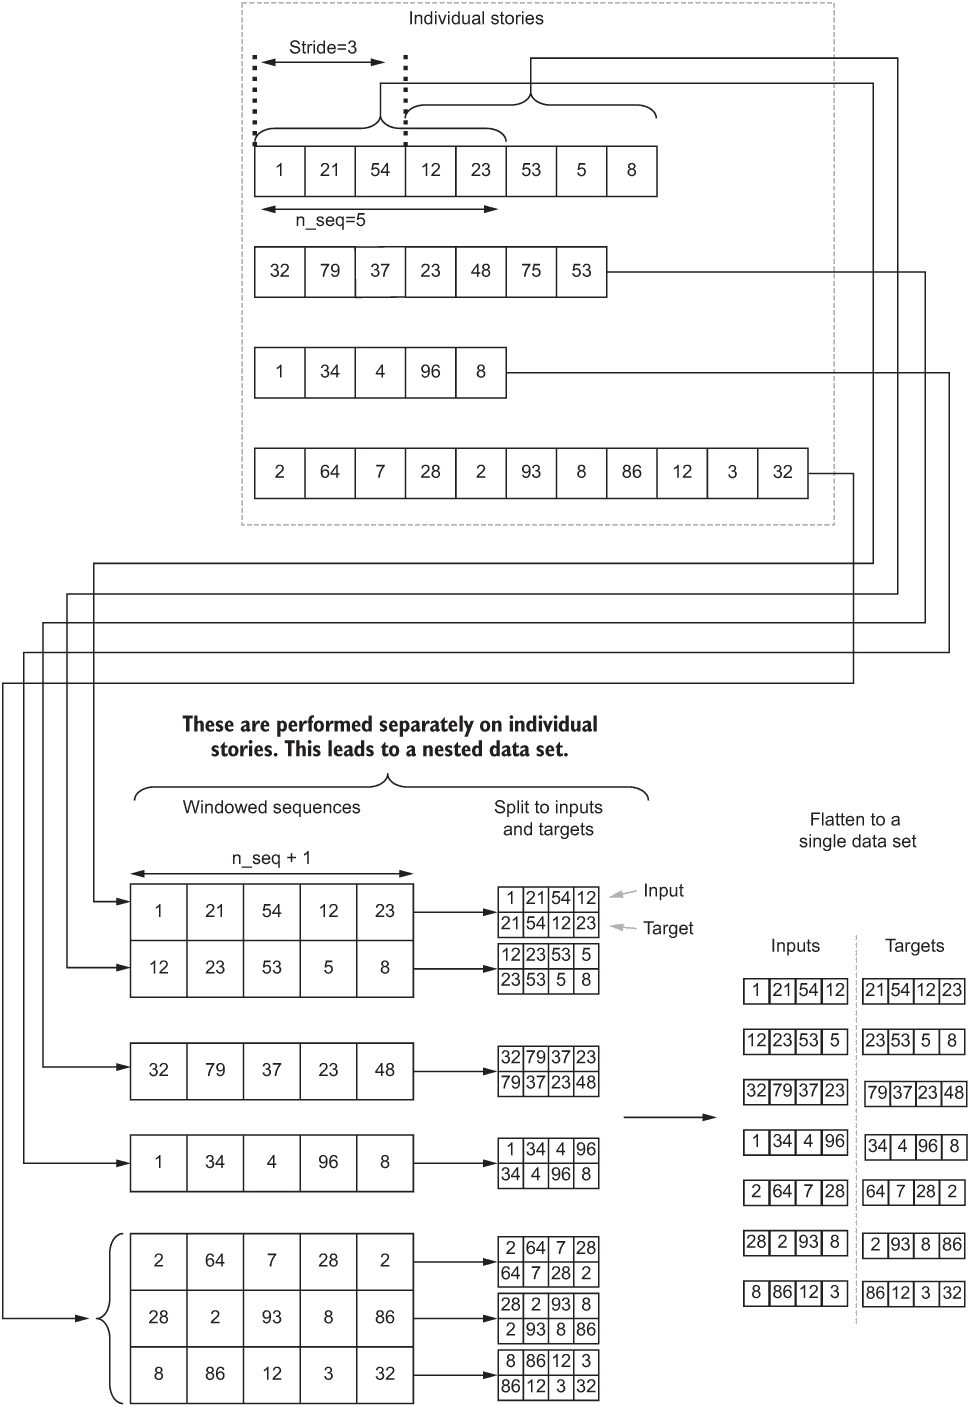 Individual stories
Stride=3
1 21 54 12 23 53 5 8
n_seq=5
32 79 37 23 48 75 53
1 34 4 96 8
2 64 7 28 2 93 8 86 12 3 32
These are performed separately on individual
stories. This leads to a nested data set.
Windowed sequences
Split to inputs
and targets
Flatten to a
single data set
n_seq + 1
1 21 54 12 23
12 23 53 5 8
32 79 37 23 48
1 34 4 96 8
2 64 7 28 2
28 2 93 8 86
8 86 12 3 32
1 21 54 12
Input
21 54 12 23
Target
12 23 53 5
23 53 5 8
32 79 37 23
79 37 23 48
1 34 4 96
34 4 96 8
2 64 7 28
64 7 28 2
28 2 93 8
2 93 8 86
8 86 12 3
86 12 3 32
Inputs Targets
1 21 54 12 21 54 12 23
12 23 53 5 23 53 5 8
32 79 37 23 79 37 23 48
1 34 4 96 34 4 96 8
2 64 7 28 64 7 28 2
28 2 93 8 2 93 8 86
8 86 12 3 86 12 3 32